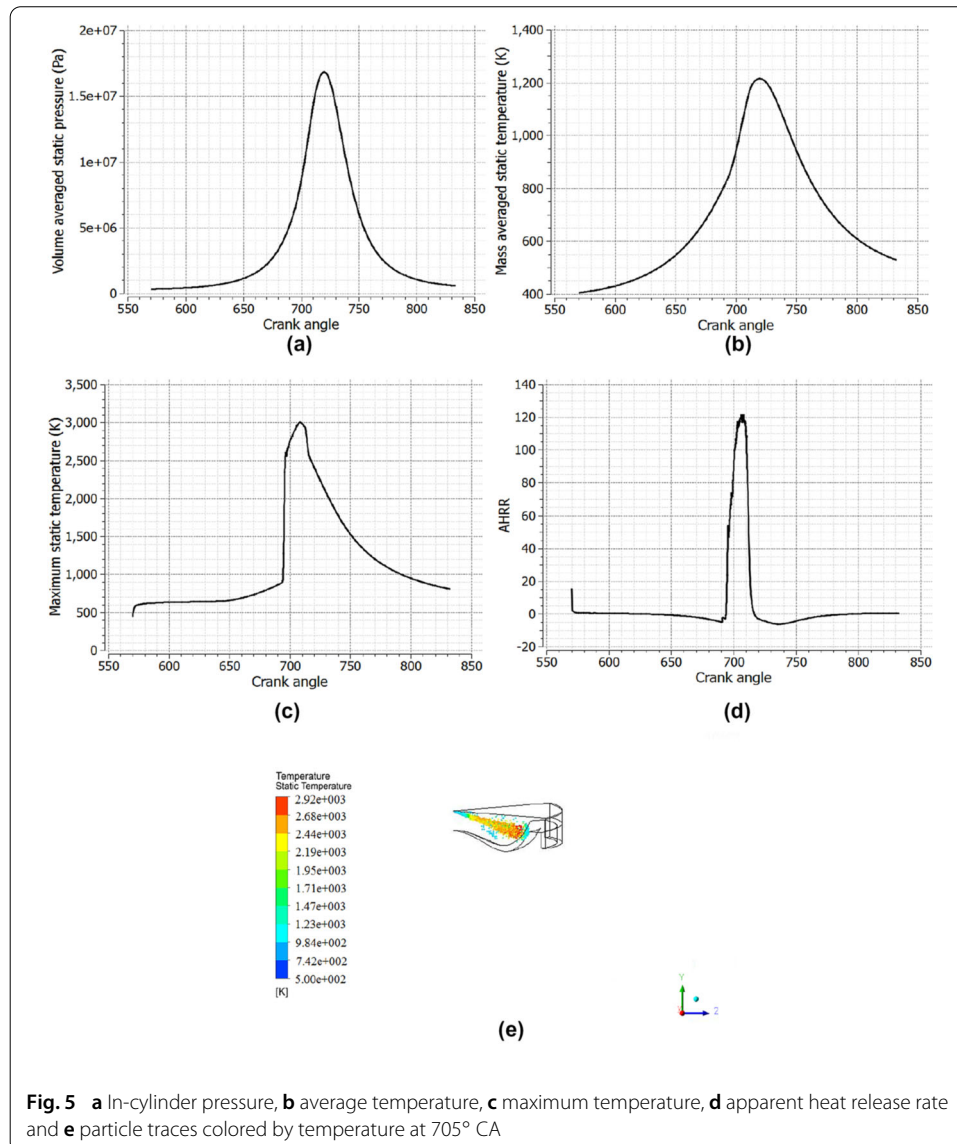 2e+07
1.5e+07
1e+07
5e+06
0
Volume averaged static pressure (Pa)
550 600 650 700 750 800 850
Crank angle
(a)
1,400
1,200
1,000
800
600
400
Mass averaged static temperature (K)
550 600 650 700 750 800 850
Crank angle
(b)
3,500
3,000
2,500
2,000
1,500
1,000
500
0
Maximum static temperature (K)
550 600 650 700 750 800 850
Crank angle
(c)
140
120
100
80
60
40
20
0
-20
AHRR
550 600 650 700 750 800 850
Crank angle
(d)
Temperature
Static Temperature
2.92e+003
2.68e+003
2.44e+003
2.19e+003
1.95e+003
1.71e+003
1.47e+003
1.23e+003
9.84e+002
7.42e+002
5.00e+002
[K]
Y
Z
(e)
Fig. 5 a In-cylinder pressure, b average temperature, c maximum temperature, d apparent heat release rate
and e particle traces colored by temperature at 705° CA